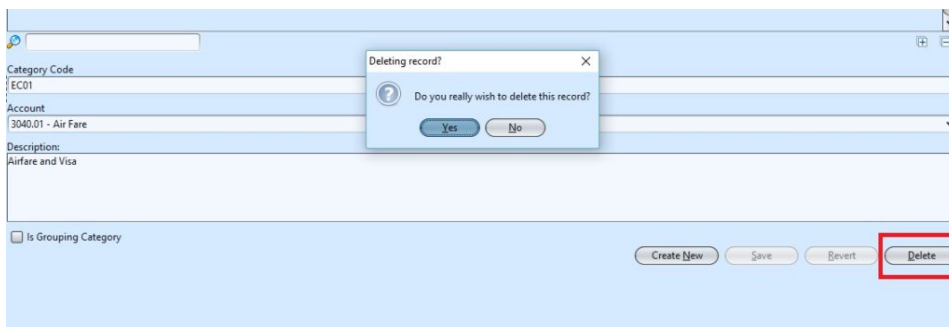 Deleting record?
Category Code
EC01
Do you really wish to delete this record?
Account
3040.01 - Air Fare
Yes No
Description:
Airfare and Visa
Is Grouping Category
Create New Save Revert Delete